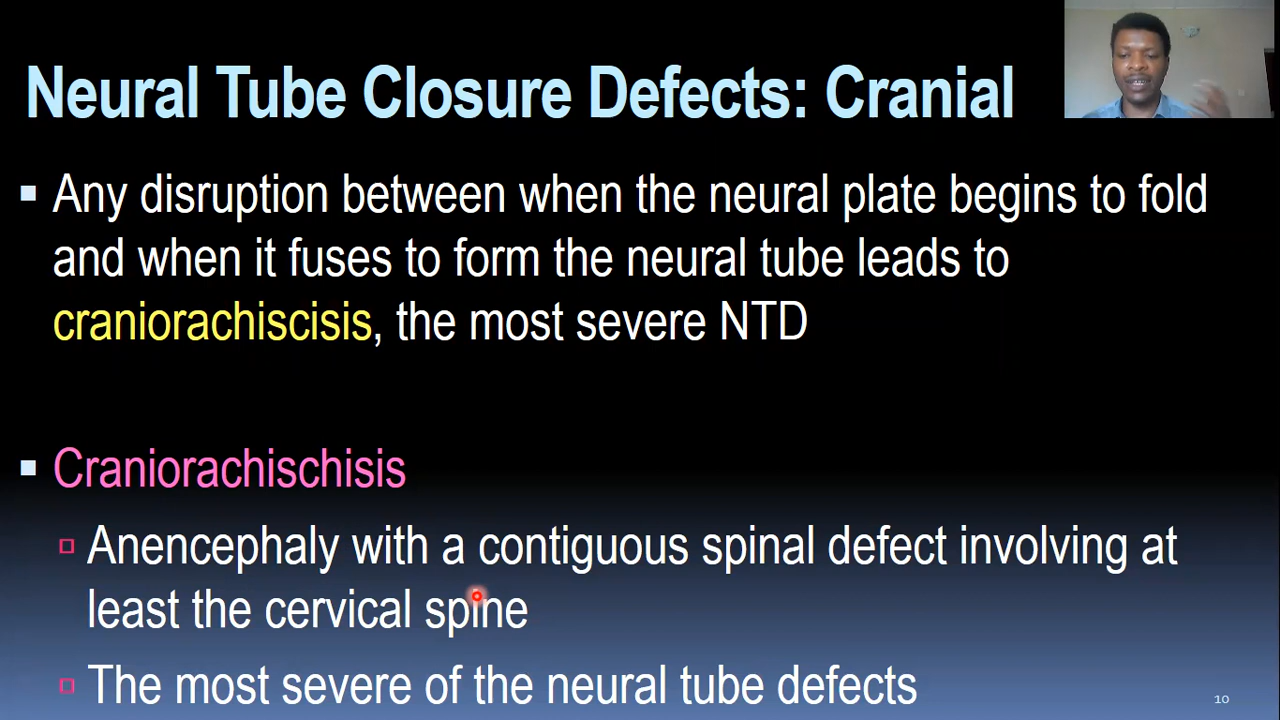 Neural Tube Closure Defects: Cranial
Any disruption between when the neural plate begins to fold
and when it fuses to form the neural tube leads to
craniorachiscisis, the most severe NTD
Craniorachischisis
Anencephaly with a contiguous spinal defect involving at
least the cervical spine
The most severe of the neural tube defects
10